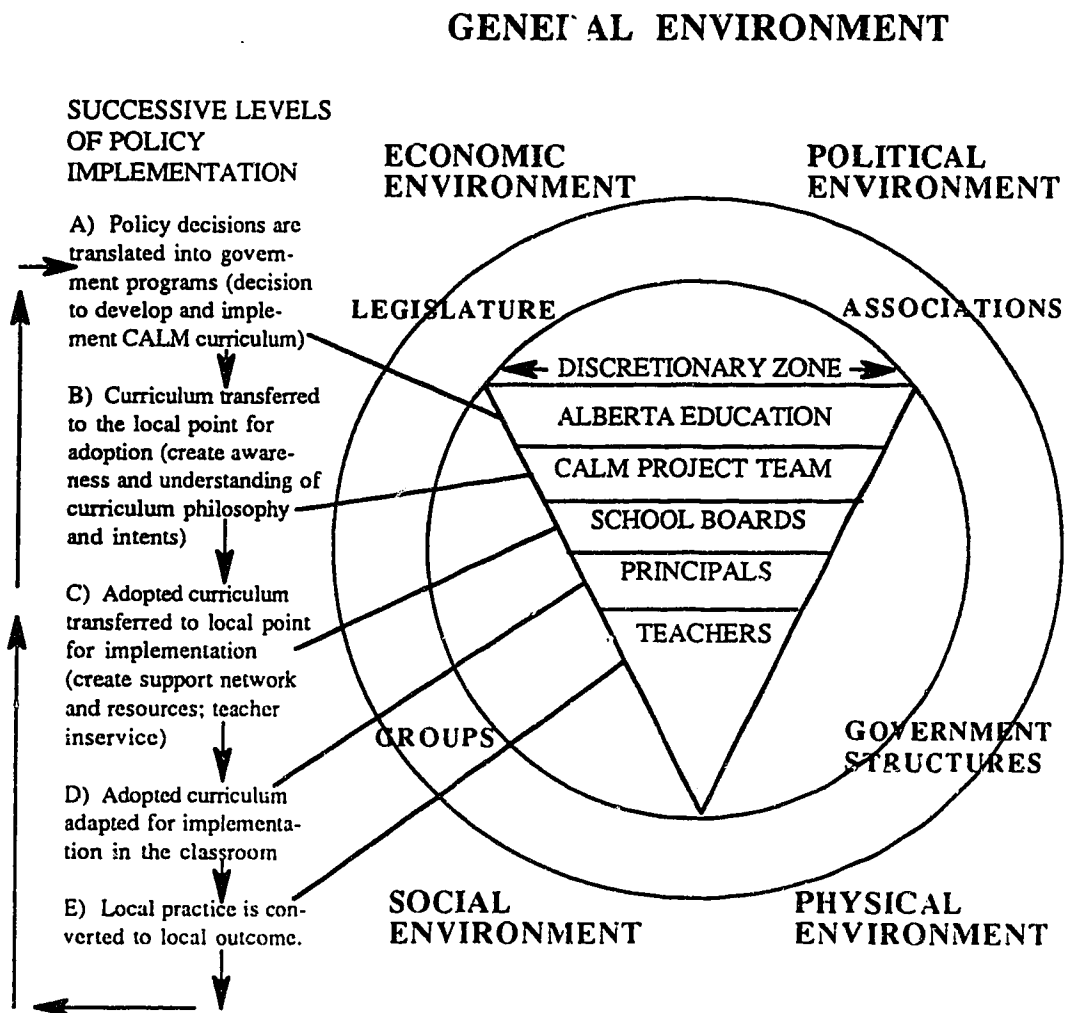 GENERAL ENVIRONMENT
SUCCESSIVE LEVELS
OF POLICY
IMPLEMENTATION
A) Policy decisions are
translated into govern-
ment programs (decision
to develop and imple-
ment CALM curriculum)
B) Curriculum transferred
to the local point for
adoption (create aware-
ness and understanding of
curriculum philosophy
and intents)
C) Adopted curriculum
transferred to local point
for implementation
(create support network
and resources; teacher
inservice)
D) Adopted curriculum
adapted for implementa-
tion in the classroom
E) Local practice is con-
verted to local outcome.
ECONOMIC
ENVIRONMENT
POLITICAL
ENVIRONMENT
LEGISLATURE
ASSOCIATIONS
DISCRETIONARY ZONE
ALBERTA EDUCATION
CALM PROJECT TEAM
SCHOOL BOARDS
PRINCIPALS
TEACHERS
GROUPS
GOVERNMENT
STRUCTURES
SOCIAL
ENVIRONMENT
PHYSICAL
ENVIRONMENT